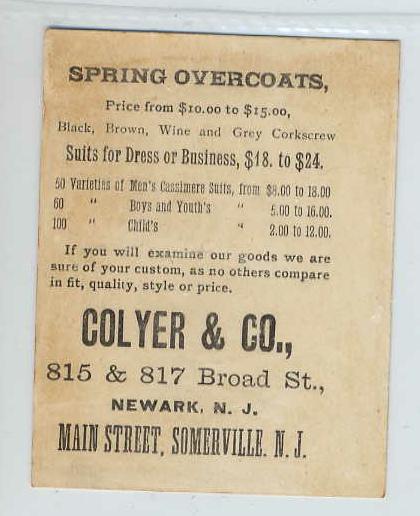 SPRING OVERCOATS,
Price from $10.00 to $15.00,
Black, Brown, Wine and Grey Corkscrew
Suits for Dress or Business, $18. to $24.
50 Varieties of Men's Cassimere Suits, from $8.00 to 18.00
60 " Boys and Youth's " 5.00 to 16.00.
100 " Child's " 2.00 to 12.00.
If you will examine our goods we are
sure of your custom, as no others compare
in fit, quality, style or price.
COLYER & CO.,
815 & 817 Broad St.,
NEWARK, N. J.
MAIN STREET, SOMERVILLE. N. J.